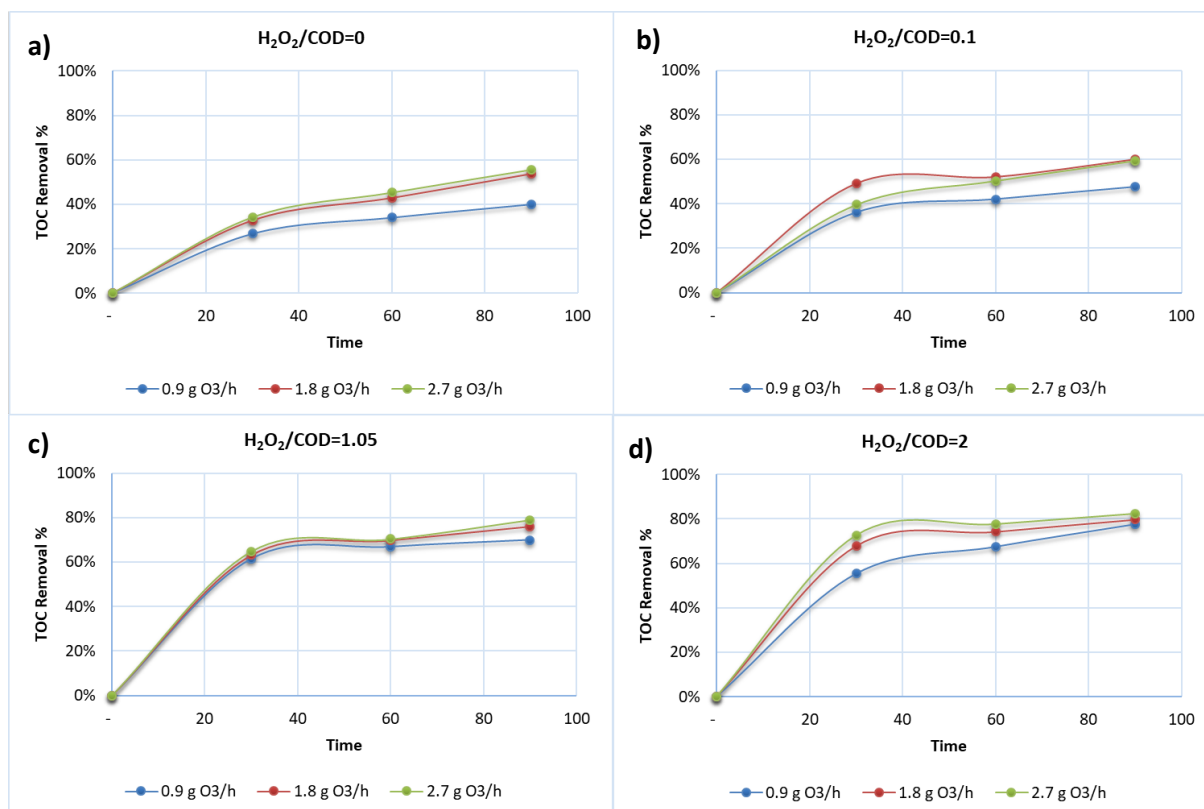 a)
H₂O₂/COD=0
100%
80%
60%
40%
20%
0%
TOC Removal %
- 20 40 60 80 100
Time
0.9 g O3/h 1.8 g O3/h 2.7 g O3/h
b)
H₂O₂/COD=0.1
100%
80%
60%
40%
20%
0%
TOC Removal %
- 20 40 60 80 100
Time
0.9 g O3/h 1.8 g O3/h 2.7 g O3/h
c)
H₂O₂/COD=1.05
100%
80%
60%
40%
20%
0%
TOC Removal %
- 20 40 60 80 100
Time
0.9 g O3/h 1.8 g O3/h 2.7 g O3/h
d)
H₂O₂/COD=2
100%
80%
60%
40%
20%
0%
TOC Removal %
- 20 40 60 80 100
Time
0.9 g O3/h 1.8 g O3/h 2.7 g O3/h